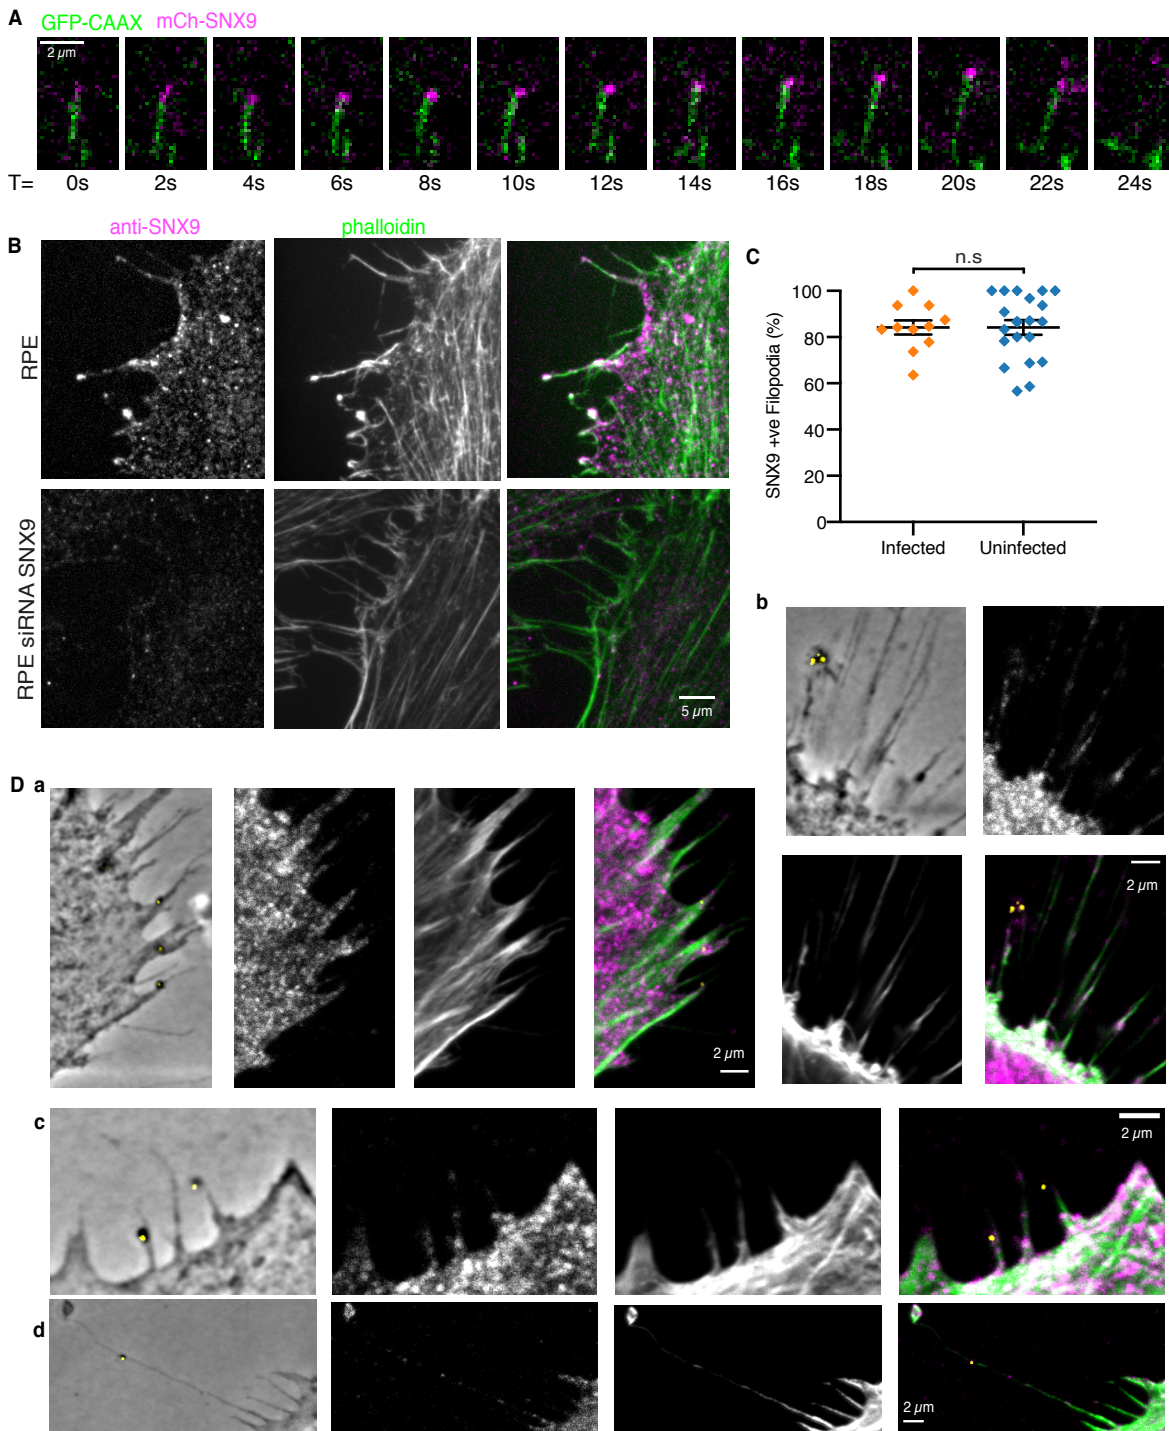 A
GFP-CAAX mCh-SNX9
2 µm
T= 0s 2s 4s 6s 8s 10s 12s 14s 16s 18s 20s 22s 24s
B
anti-SNX9 phalloidin
RPE
RPE siRNA SNX9
5 µm
C
n.s
100
80
60
40
20
0
SNX9 +ve Filopodia (%)
Infected Uninfected
b
2 µm
D a
2 µm
c
2 µm
d
2 µm